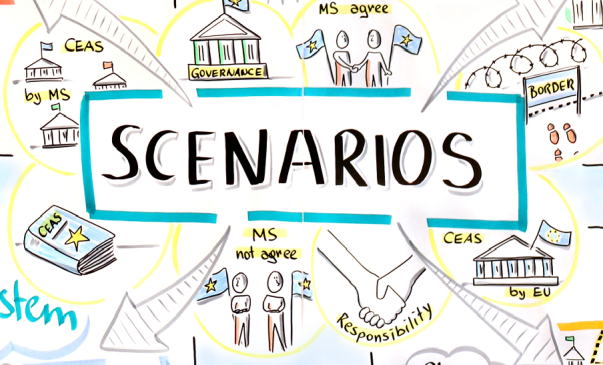 MS agree
CEAS
by MS
GOVERNANCE
BORDER
SCENARIOS
CEAS
MS
not agree
CEAS
by EU
Responsibility
stem